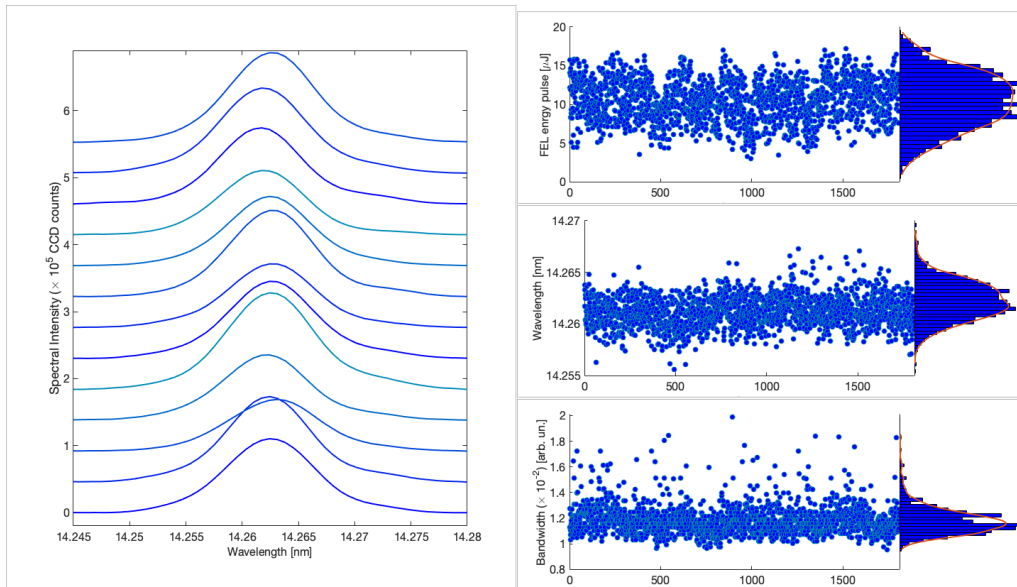 6
5
4
3
2
1
0
Spectral Intensity (× 10⁵ CCD counts)
14.245 14.25 14.255 14.26 14.265 14.27 14.275 14.28
Wavelength [nm]
20
15
10
5
0
FEL enrgy pulse [μJ]
0 500 1000 1500
14.27
14.265
14.26
14.255
Wavelength [nm]
0 500 1000 1500
2
1.8
1.6
1.4
1.2
1
0.8
Bandwidth (× 10⁻²) [arb. un.]
0 500 1000 1500